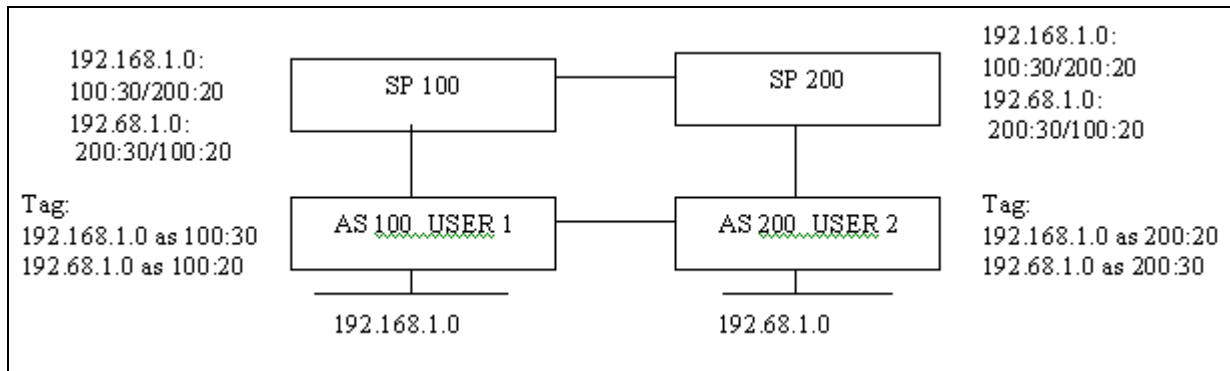 192.168.1.0:
100:30/200:20
192.68.1.0:
200:30/100:20
SP 100
SP 200
192.168.1.0:
100:30/200:20
192.68.1.0:
200:30/100:20
Tag:
192.168.1.0 as 100:30
192.68.1.0 as 100:20
AS 100 USER 1
AS 200 USER 2
Tag:
192.168.1.0 as 200:20
192.68.1.0 as 200:30
192.168.1.0
192.68.1.0